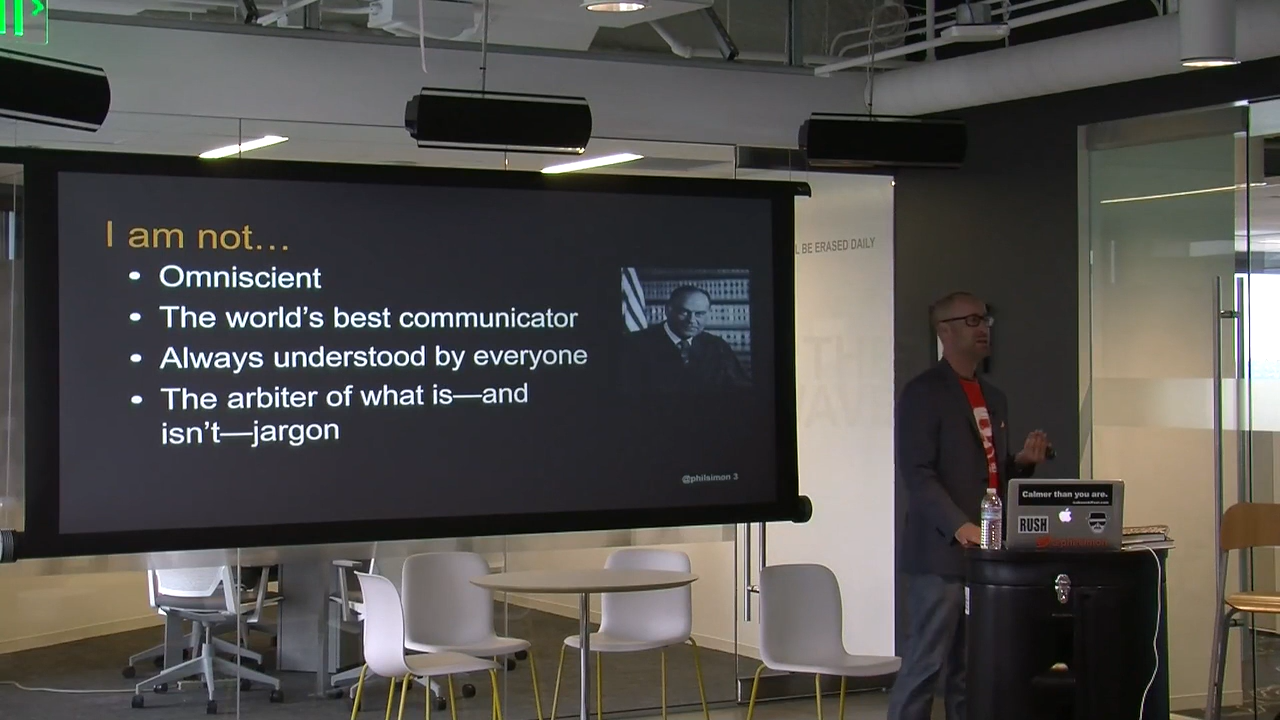 I am not…
• Omniscient
• The world's best communicator
• Always understood by everyone
• The arbiter of what is—and
isn't—jargon
@philsimon 3
BE ERASED DAILY
Calmer than you are.
RUSH